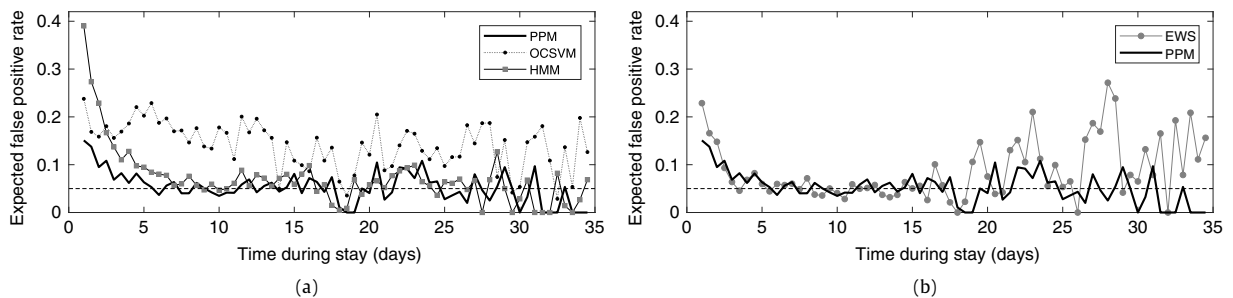 Expected false positive rate
0.4
0.3
0.2
0.1
0
PPM
OCSVM
HMM
0 5 10 15 20 25 30 35
Time during stay (days)
(a)
Expected false positive rate
0.4
0.3
0.2
0.1
0
EWS
PPM
0 5 10 15 20 25 30 35
Time during stay (days)
(b)